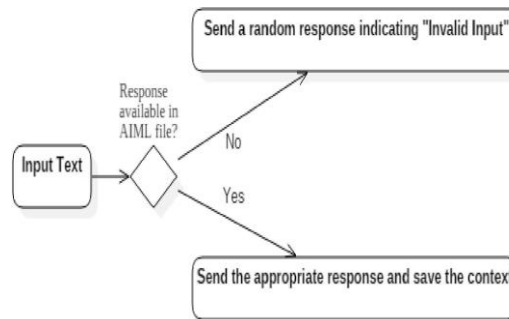 Send a random response indicating "Invalid Input"
Response
available in
AIML file?
No
Input Text
Yes
Send the appropriate response and save the context